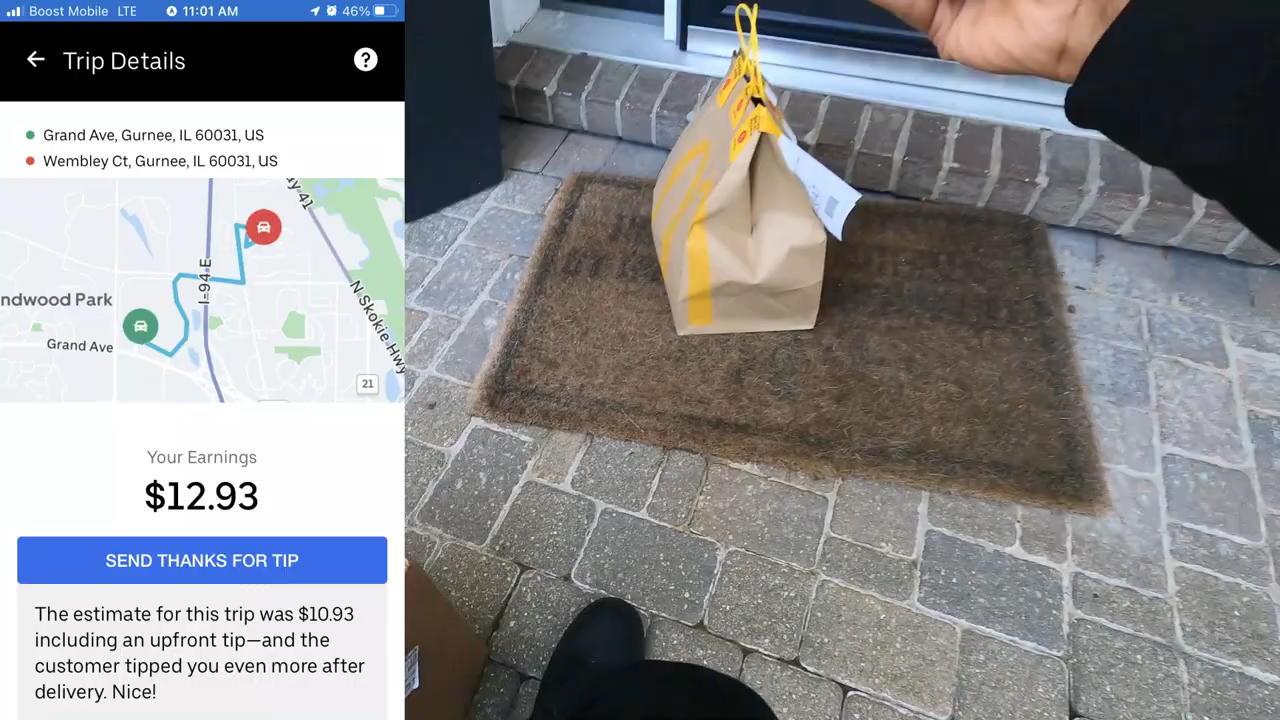 Boost Mobile LTE 11:01 AM 46%
Trip Details
?
Grand Ave, Gurnee, IL 60031, US
Wembley Ct, Gurnee, IL 60031, US
ndwood Park
Grand Ave
I-94 E
y 41
N Skokie Hwy
21
Your Earnings
$12.93
SEND THANKS FOR TIP
The estimate for this trip was $10.93
including an upfront tip—and the
customer tipped you even more after
delivery. Nice!